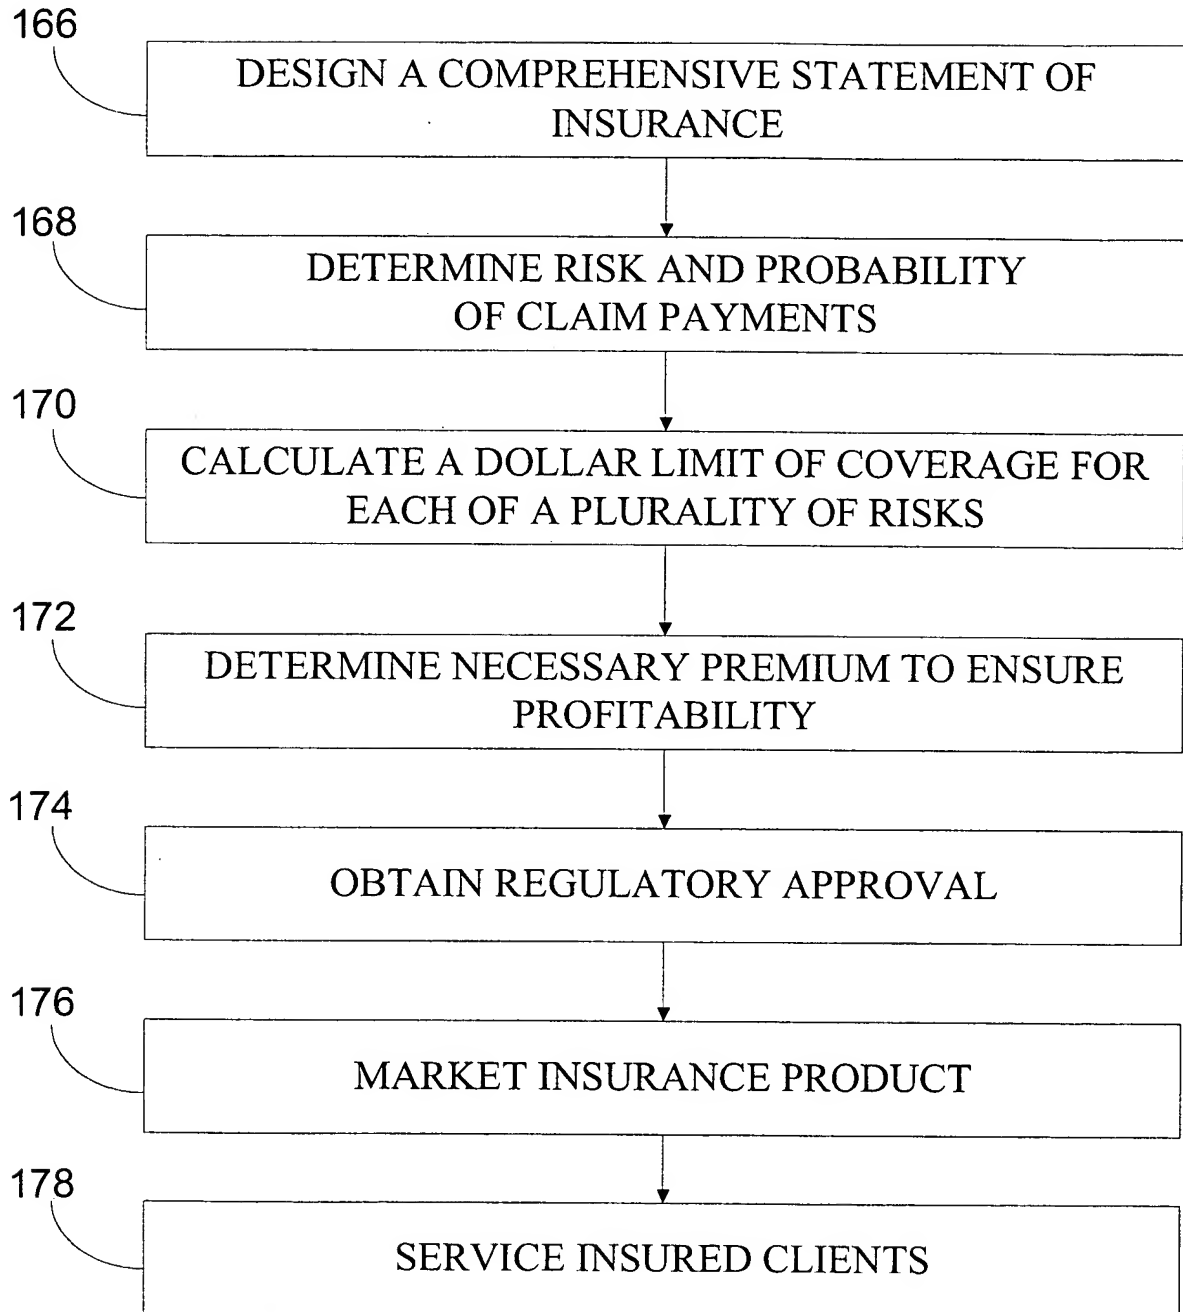 166
DESIGN A COMPREHENSIVE STATEMENT OF
INSURANCE
168
DETERMINE RISK AND PROBABILITY
OF CLAIM PAYMENTS
170
CALCULATE A DOLLAR LIMIT OF COVERAGE FOR
EACH OF A PLURALITY OF RISKS
172
DETERMINE NECESSARY PREMIUM TO ENSURE
PROFITABILITY
174
OBTAIN REGULATORY APPROVAL
176
MARKET INSURANCE PRODUCT
178
SERVICE INSURED CLIENTS